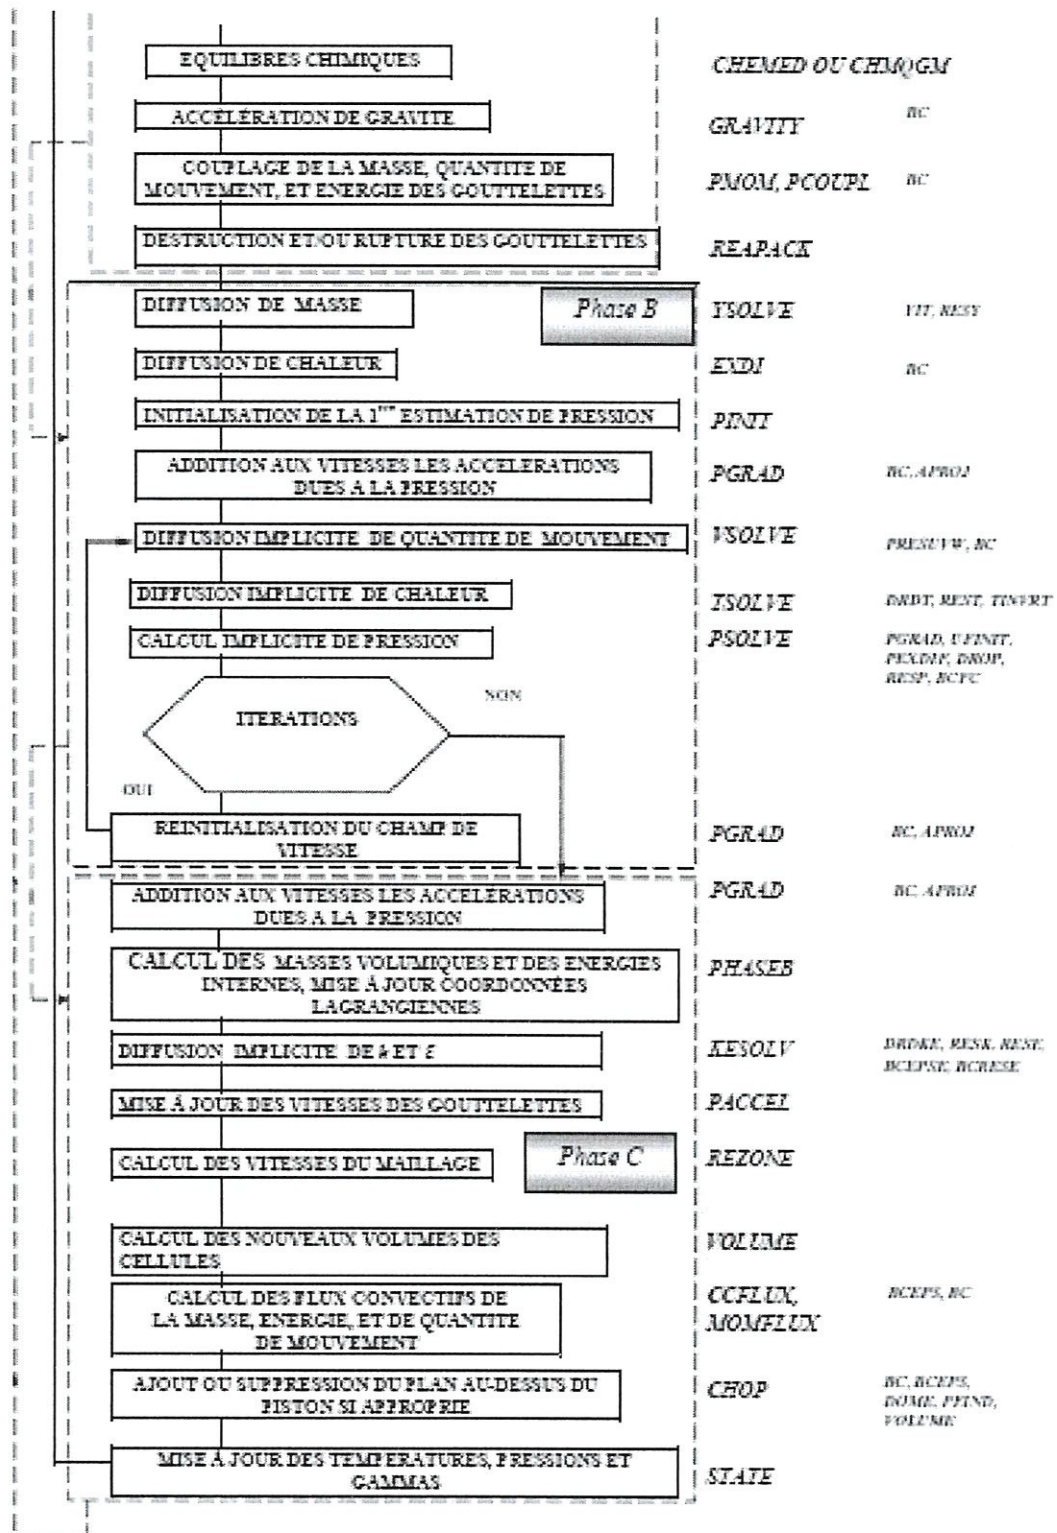 EQUILIBRES CHIMIQUES
CHEMED OU CHMQGM
ACCÉLÉRATION DE GRAVITE
GRAVITY
BC
COUPLAGE DE LA MASSE, QUANTITE DE
MOUVEMENT, ET ENERGIE DES GOUTTELETTES
PMOM, PCOUPL
BC
DESTRUCTION ET/OU RUPTURE DES GOUTTELETTES
REAPACK
DIFFUSION DE MASSE
Phase B
YSOLVE
YIT, RESY
DIFFUSION DE CHALEUR
EXDI
BC
INITIALISATION DE LA 1ere ESTIMATION DE PRESSION
PINIT
ADDITION AUX VITESSES LES ACCELERATIONS
DUES A LA PRESSION
PGRAD
BC, APROJ
DIFFUSION IMPLICITE DE QUANTITE DE MOUVEMENT
VSOLVE
PRESUVW, BC
DIFFUSION IMPLICITE DE CHALEUR
TSOLVE
DRDT, REST, TINVRT
CALCUL IMPLICITE DE PRESSION
PSOLVE
PGRAD, UFINIT,
PEXDIF, DROP,
RESP, BCFC
ITERATIONS
NON
OUI
REINITIALISATION DU CHAMP DE
VITESSE
PGRAD
BC, APROJ
ADDITION AUX VITESSES LES ACCELÉRATIONS
DUES A LA PRESSION
PGRAD
BC, APROJ
CALCUL DES MASSES VOLUMIQUES ET DES ENERGIES
INTERNES, MISE À JOUR COORDONNÉES
LAGRANGIENNES
PHASEB
DIFFUSION IMPLICITE DE k ET ε
KESOLV
DRDKE, RESK, RESE,
BCEPSE, BCRESE
MISE À JOUR DES VITESSES DES GOUTTELETTES
PACCEL
CALCUL DES VITESSES DU MAILLAGE
Phase C
REZONE
CALCUL DES NOUVEAUX VOLUMES DES
CELLULES
VOLUME
CALCUL DES FLUX CONVECTIFS DE
LA MASSE, ENERGIE, ET DE QUANTITE
DE MOUVEMENT
CCFLUX,
MOMFLUX
BCEPS, BC
AJOUT OU SUPPRESSION DU PLAN AU-DESSUS DU
PISTON SI APPROPRIE
CHOP
BC, BCEPS,
DOME, PFIND,
VOLUME
MISE À JOUR DES TEMPERATURES, PRESSIONS ET
GAMMAS
STATE